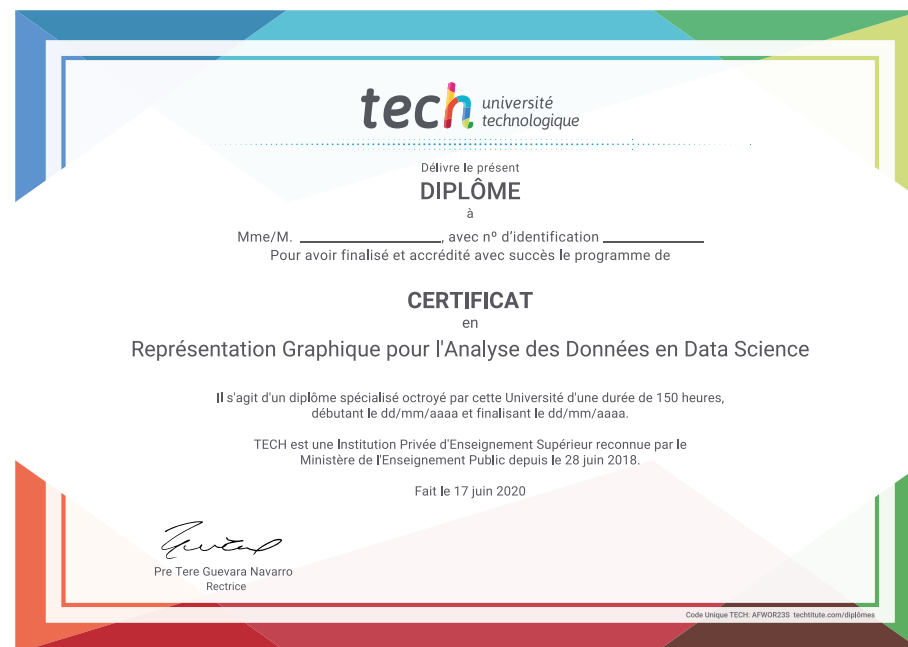 tech université
technologique
Délivre le présent
DIPLÔME
à
Mme/M. ____________________, avec nº d'identification ______________
Pour avoir finalisé et accrédité avec succès le programme de
CERTIFICAT
en
Représentation Graphique pour l'Analyse des Données en Data Science
Il s'agit d'un diplôme spécialisé octroyé par cette Université d'une durée de 150 heures,
débutant le dd/mm/aaaa et finalisant le dd/mm/aaaa.
TECH est une Institution Privée d'Enseignement Supérieur reconnue par le
Ministère de l'Enseignement Public depuis le 28 juin 2018.
Fait le 17 juin 2020
Pre Tere Guevara Navarro
Rectrice
Code Unique TECH: AFWOR23S techtitute.com/diplômes